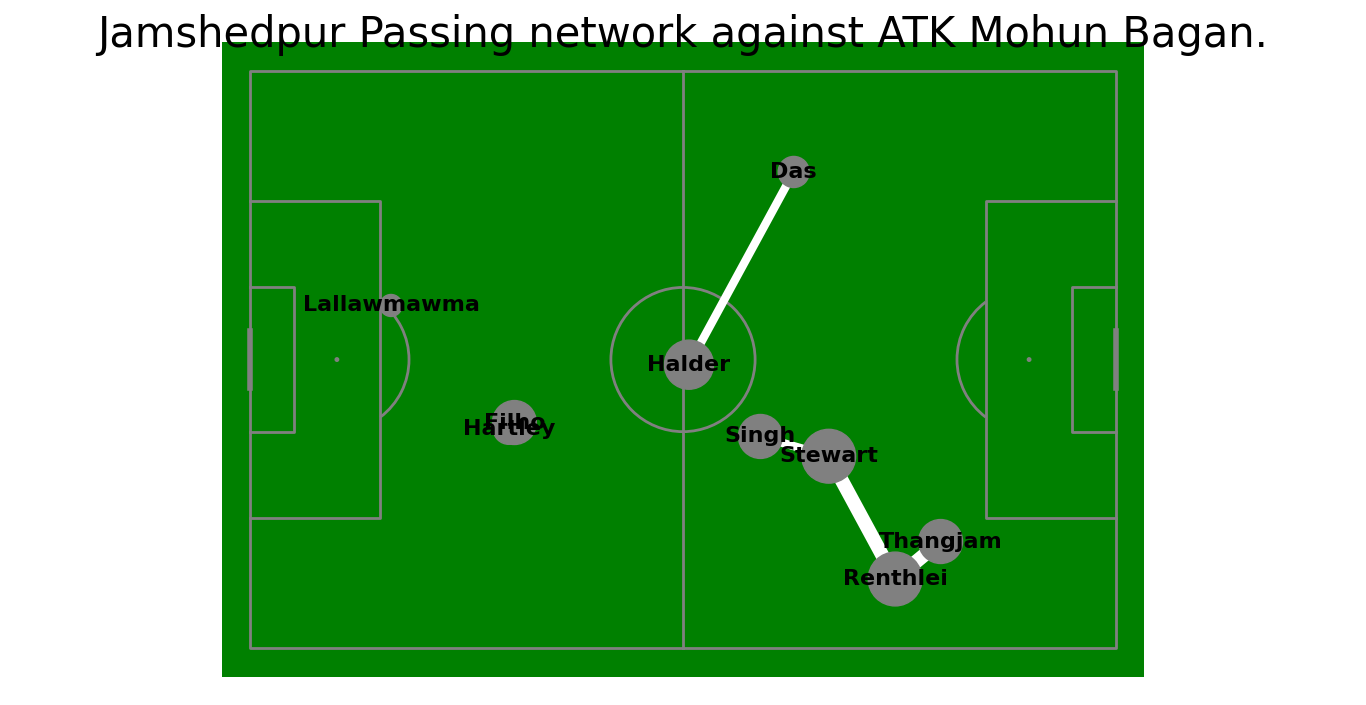 Jamshedpur Passing network against ATK Mohun Bagan.
Das
Lallawmawma
Halder
Filho
Hartley
Singh
Stewart
Thangjam
Renthlei